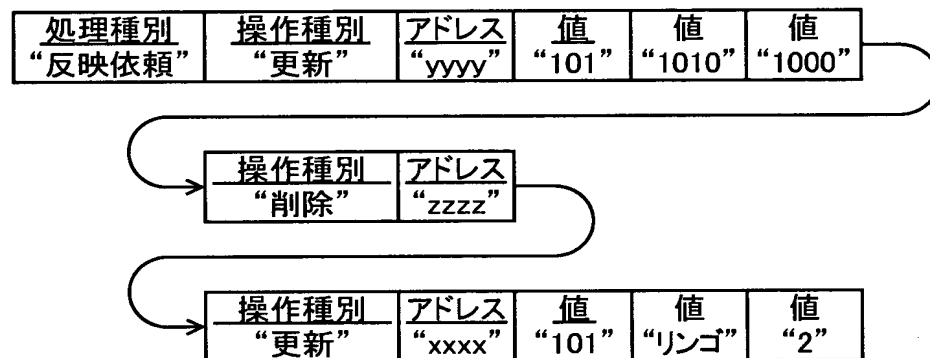 処理種別 操作種別 アドレス 値 値 値
“反映依頼” “更新” “yyyy” “101” “1010” “1000”
操作種別 アドレス
“削除” “zzzz”
操作種別 アドレス 値 値 値
“更新” “xxxx” “101” “リンゴ” “2”